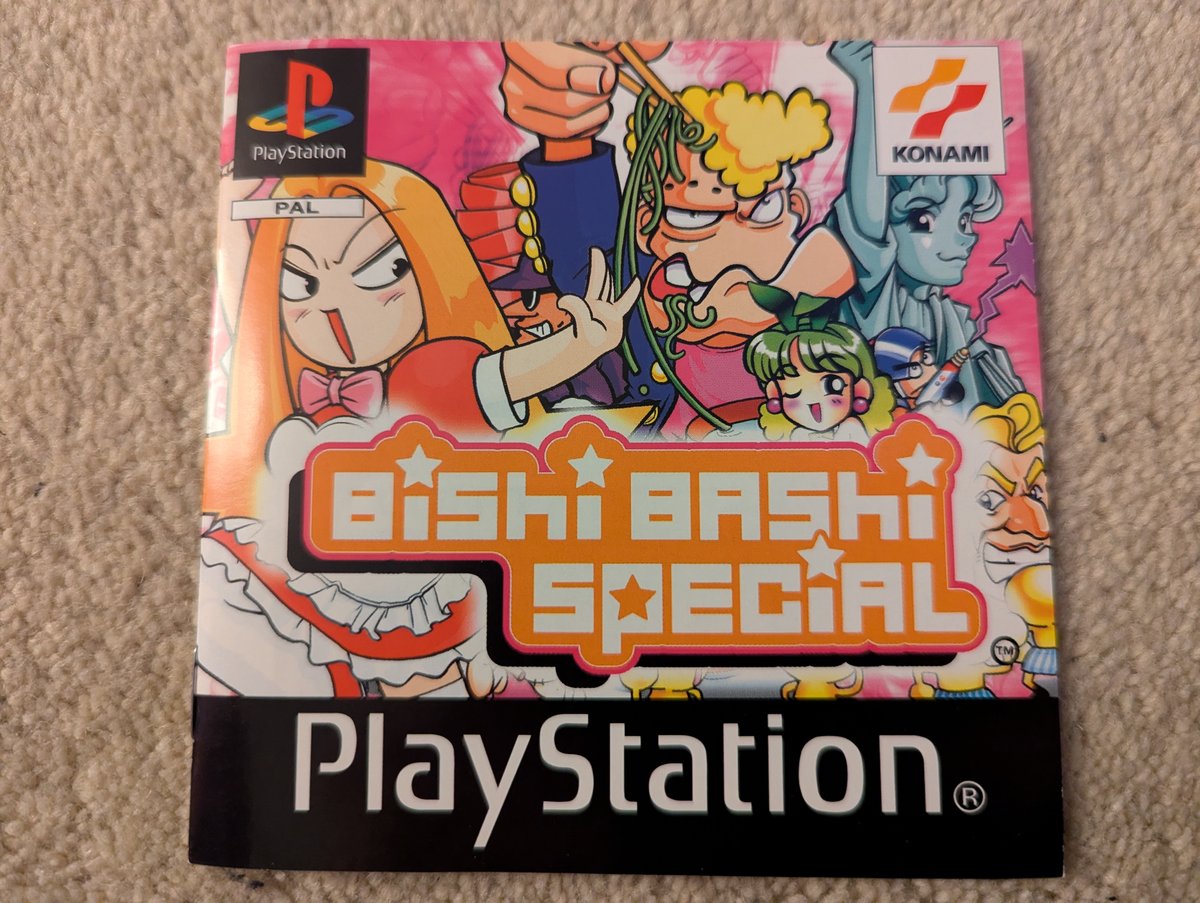 PlayStation
KONAMI
PAL
BiShi BAShi
SpECiAL
TM
PlayStation®